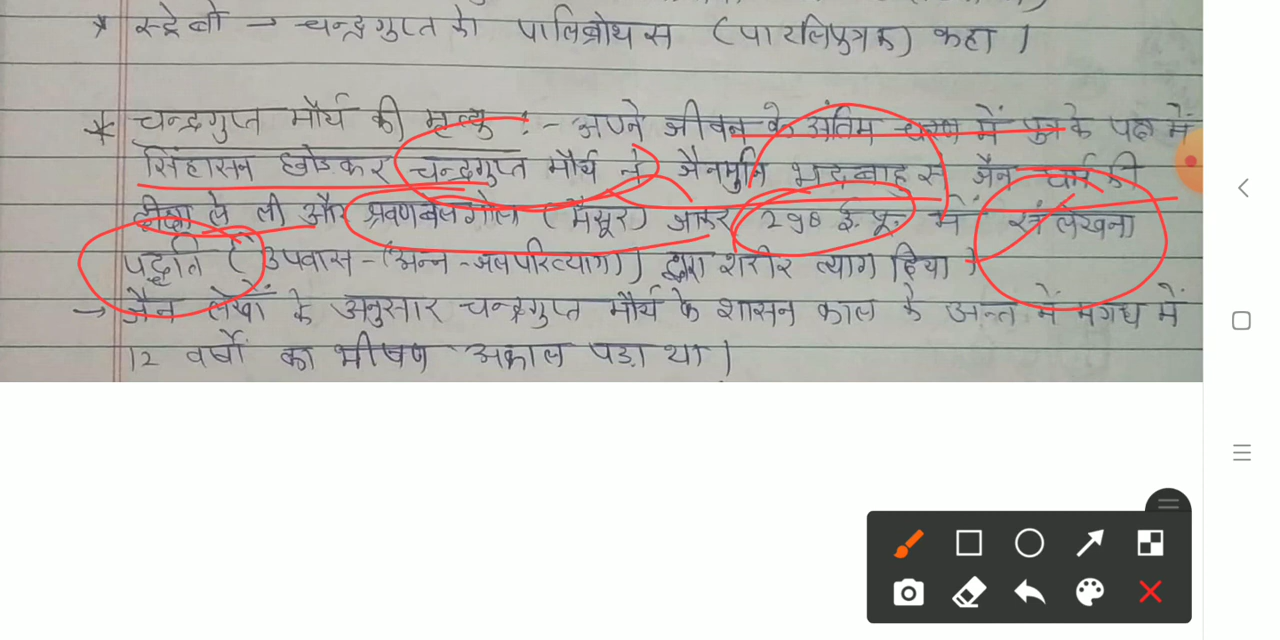 * स्ट्रेबो → चन्द्रगुप्त को पालिब्रोथस (पाटलिपुत्रक) कहा ।
* चन्द्रगुप्त मौर्य की मृत्यु :- अपने जीवन के अंतिम चरण में पुत्र के पक्ष में
सिंहासन छोडकर चन्द्रगुप्त मौर्य ने जैनमुनि भद्रबाहु से जैन धर्म की
दीक्षा ले ली और श्रवणबेलगोला (मैसूर) जाकर 298 ई. पू. में संलेखना
पद्धति (उपवास-(अन्न-जलपरित्याग) द्वारा शरीर त्याग दिया ।
→ जैन लेखों के अनुसार चन्द्रगुप्त मौर्य के शासन काल के अन्त में मगध में
12 वर्षों का भीषण अकाल पड़ा था ।